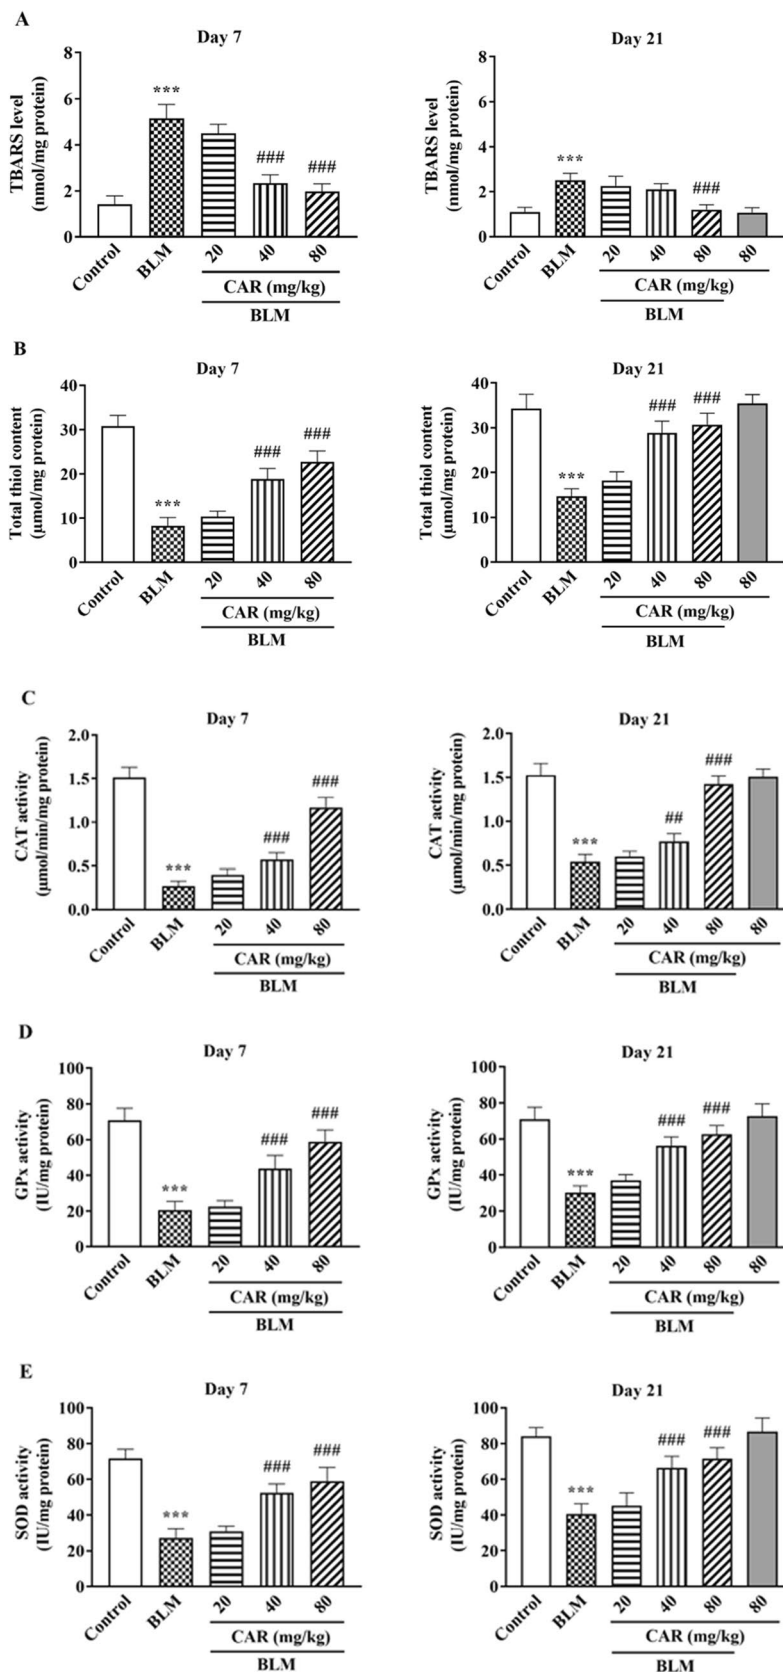 A
Day 7
TBARS level
(nmol/mg protein)
8
6
4
2
0
***
###
###
Control
BLM
20
40
80
CAR (mg/kg)
BLM
Day 21
TBARS level
(nmol/mg protein)
8
6
4
2
0
***
###
Control
BLM
20
40
80
80
CAR (mg/kg)
BLM
B
Day 7
Total thiol content
(µmol/mg protein)
40
30
20
10
0
***
###
###
Control
BLM
20
40
80
CAR (mg/kg)
BLM
Day 21
Total thiol content
(µmol/mg protein)
40
30
20
10
0
***
###
###
Control
BLM
20
40
80
80
CAR (mg/kg)
BLM
C
Day 7
CAT activity
(µmol/min/mg protein)
2.0
1.5
1.0
0.5
0.0
***
###
###
Control
BLM
20
40
80
CAR (mg/kg)
BLM
Day 21
CAT activity
(µmol/min/mg protein)
2.0
1.5
1.0
0.5
0.0
***
##
###
Control
BLM
20
40
80
80
CAR (mg/kg)
BLM
D
Day 7
GPx activity
(IU/mg protein)
100
80
60
40
20
0
***
###
###
Control
BLM
20
40
80
CAR (mg/kg)
BLM
Day 21
GPx activity
(IU/mg protein)
100
80
60
40
20
0
***
###
###
Control
BLM
20
40
80
80
CAR (mg/kg)
BLM
E
Day 7
SOD activity
(IU/mg protein)
100
80
60
40
20
0
***
###
###
Control
BLM
20
40
80
CAR (mg/kg)
BLM
Day 21
SOD activity
(IU/mg protein)
100
80
60
40
20
0
***
###
###
Control
BLM
20
40
80
80
CAR (mg/kg)
BLM